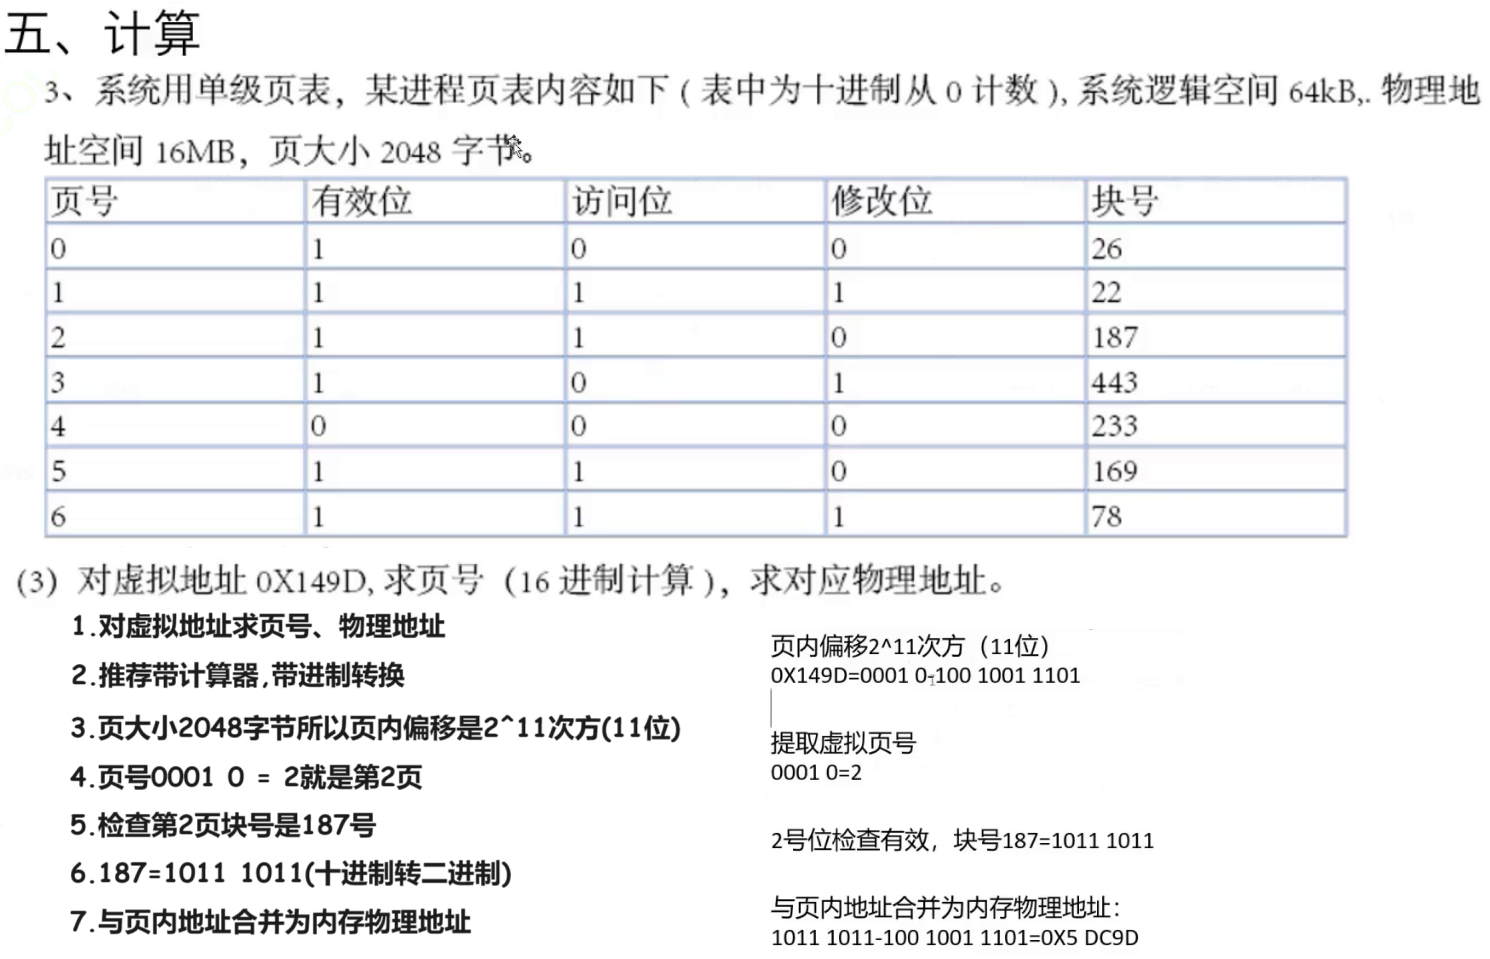 五、计算
3、系统用单级页表，某进程页表内容如下（表中为十进制从 0 计数），系统逻辑空间 64kB,. 物理地
址空间 16MB，页大小 2048 字节。
页号 有效位 访问位 修改位 块号
0 1 0 0 26
1 1 1 1 22
2 1 1 0 187
3 1 0 1 443
4 0 0 0 233
5 1 1 0 169
6 1 1 1 78
(3) 对虚拟地址 0X149D, 求页号（16 进制计算），求对应物理地址。
1.对虚拟地址求页号、物理地址
2.推荐带计算器,带进制转换
3.页大小2048字节所以页内偏移是2^11次方(11位)
4.页号0001 0 = 2就是第2页
5.检查第2页块号是187号
6.187=1011 1011(十进制转二进制)
7.与页内地址合并为内存物理地址
页内偏移2^11次方（11位）
0X149D=0001 0-100 1001 1101
提取虚拟页号
0001 0=2
2号位检查有效，块号187=1011 1011
与页内地址合并为内存物理地址：
1011 1011-100 1001 1101=0X5 DC9D